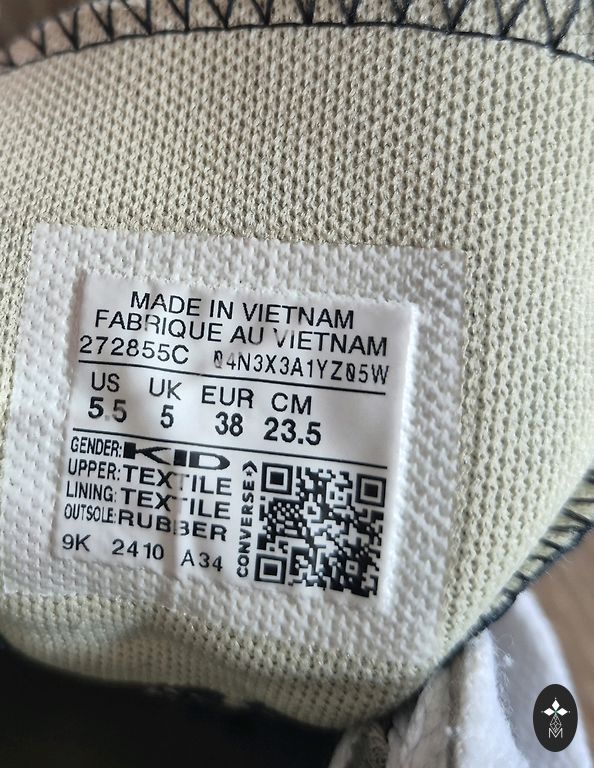 MADE IN VIETNAM
FABRIQUE AU VIETNAM
272855C 04N3X3A1YZ05W
US UK EUR CM
5.5 5 38 23.5
GENDER: KID
UPPER: TEXTILE
LINING: TEXTILE
OUTSOLE: RUBBER
9K 2410 A34
CONVERSE